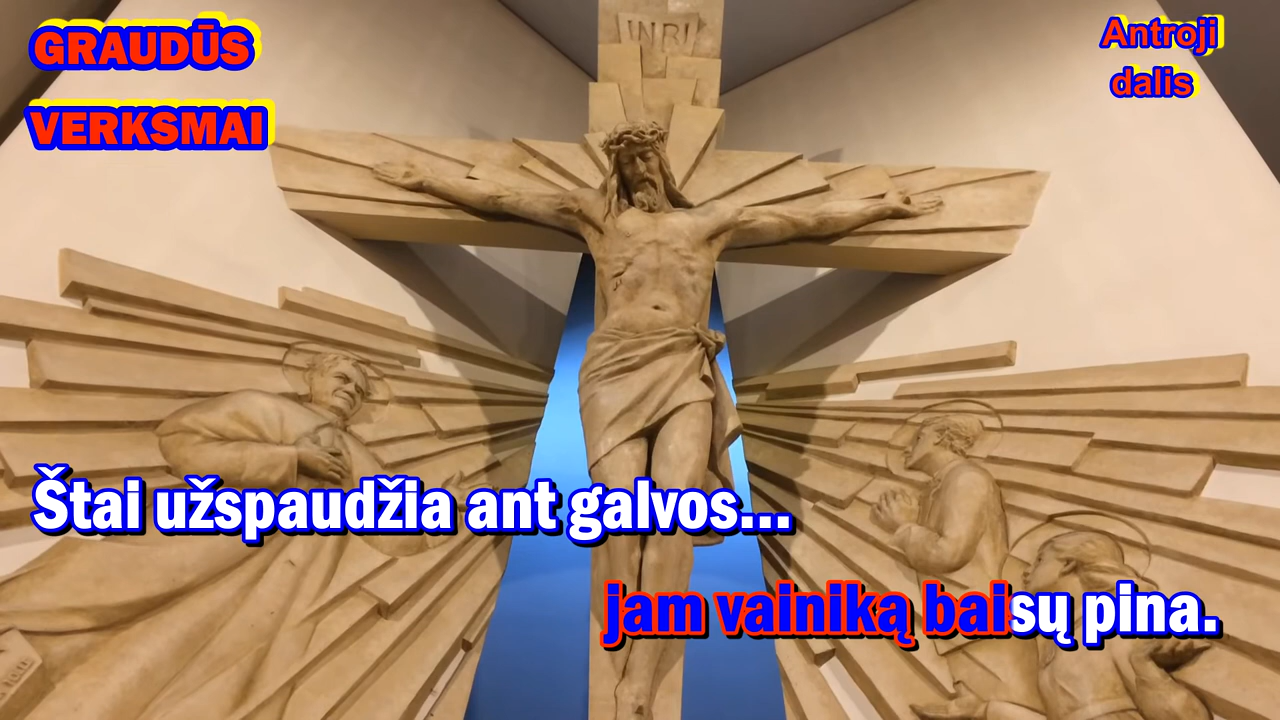 GRAUDŪS
VERKSMAI
Antroji
dalis
INRI
Štai užspaudžia ant galvos...
jam vainiką baisų pina.